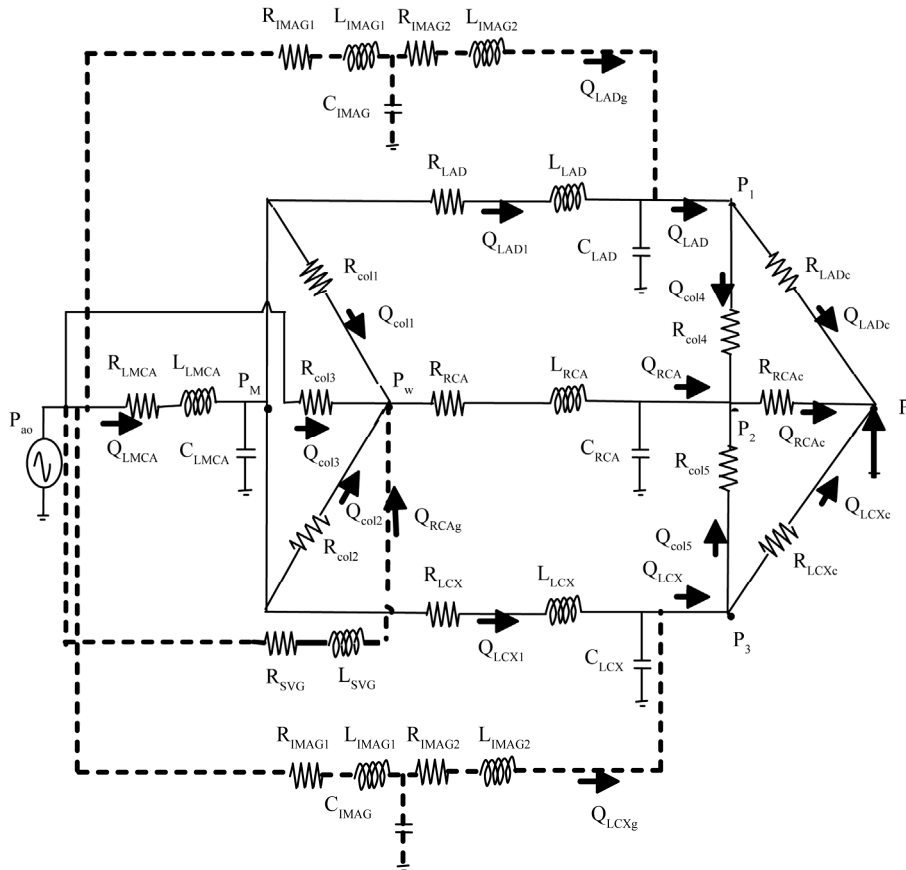 R_IMAG1 L_IMAG1 R_IMAG2 L_IMAG2
Q_LADg
C_IMAG
R_LAD L_LAD
P_1
Q_LAD1 C_LAD Q_LAD
R_LADc
R_col1
Q_col1 Q_col4 Q_LADc
R_col4
R_LMCA L_LMCA P_M R_col3 P_w R_RCA L_RCA Q_RCA R_RCAc
P_ao P
Q_LMCA C_LMCA Q_col3 C_RCA P_2 Q_RCAc
R_col5
Q_col2 Q_RCAg Q_LCXc
R_col2 Q_col5
R_LCX L_LCX Q_LCX R_LCXc
Q_LCX1 C_LCX P_3
R_SVG L_SVG
R_IMAG1 L_IMAG1 R_IMAG2 L_IMAG2
C_IMAG Q_LCXg